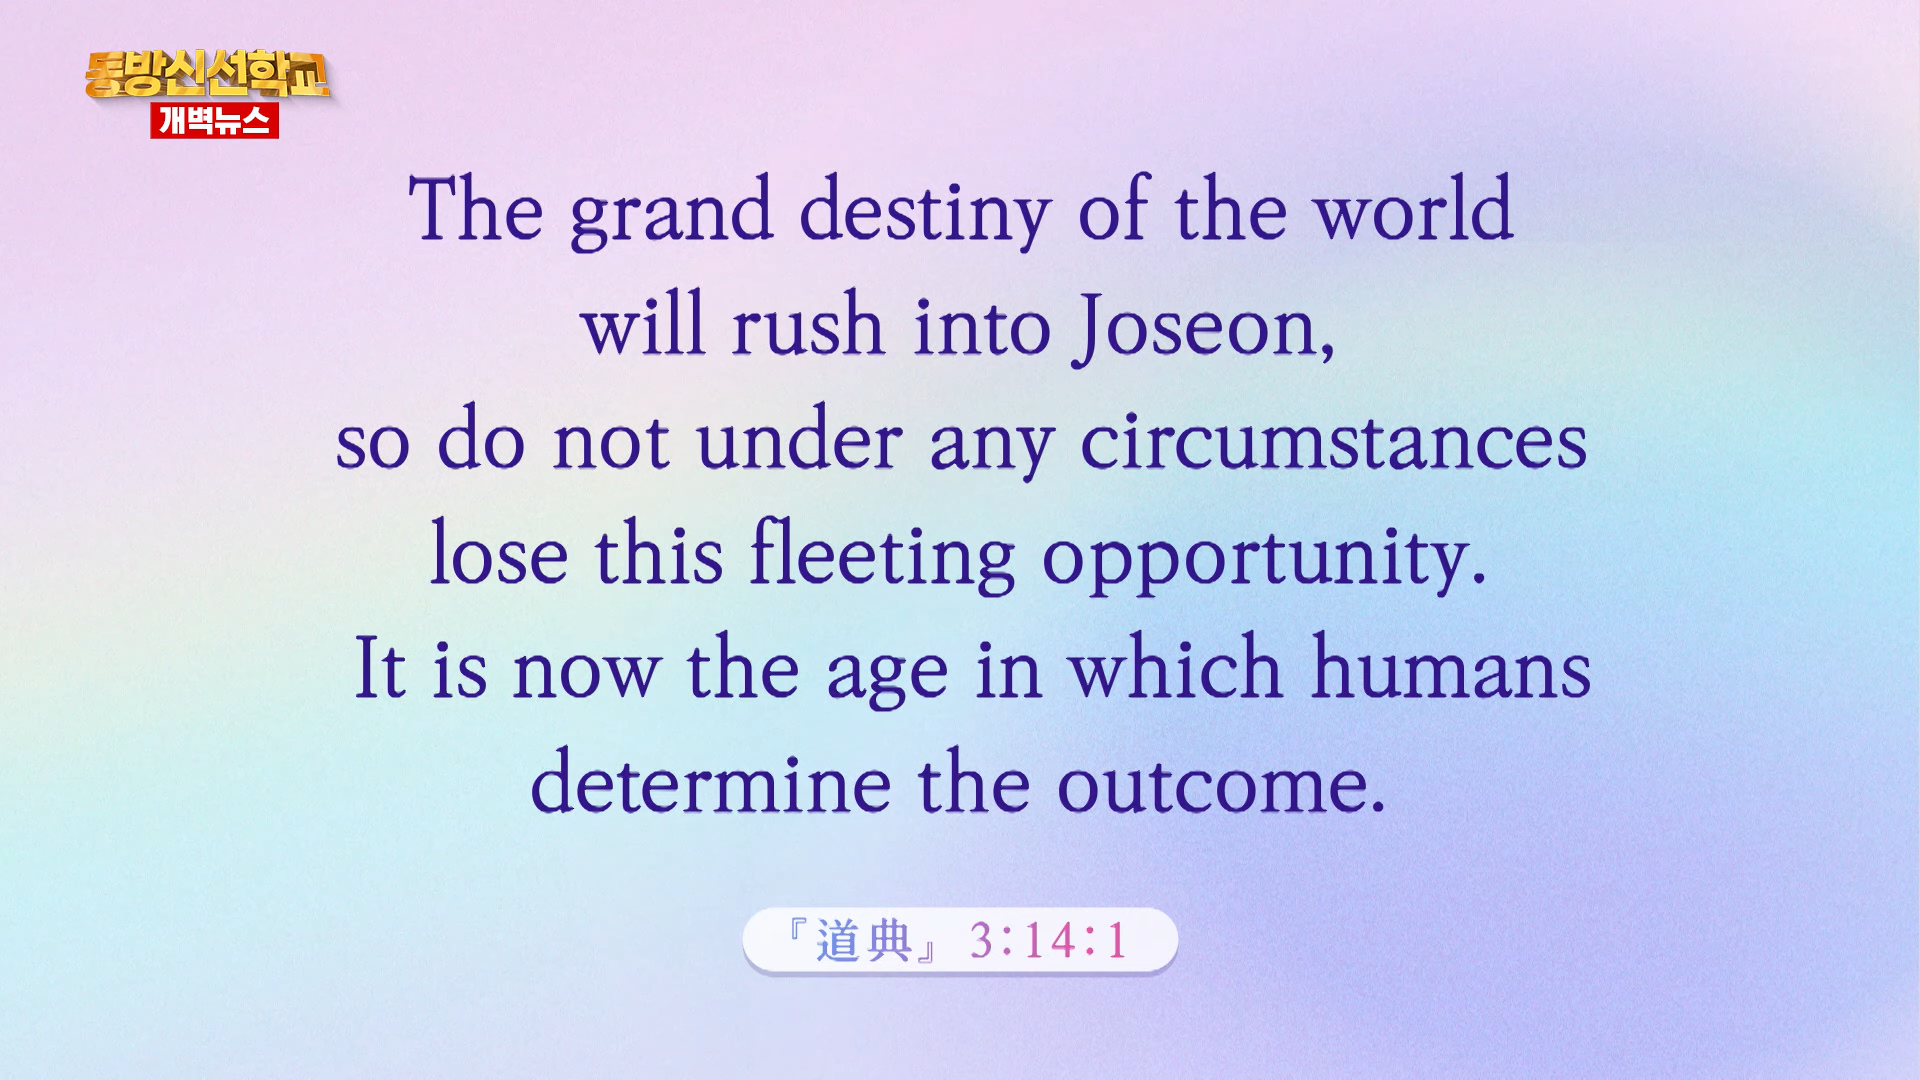 동방신선학교
개벽뉴스
The grand destiny of the world
will rush into Joseon,
so do not under any circumstances
lose this fleeting opportunity.
It is now the age in which humans
determine the outcome.
『道典』 3:14:1